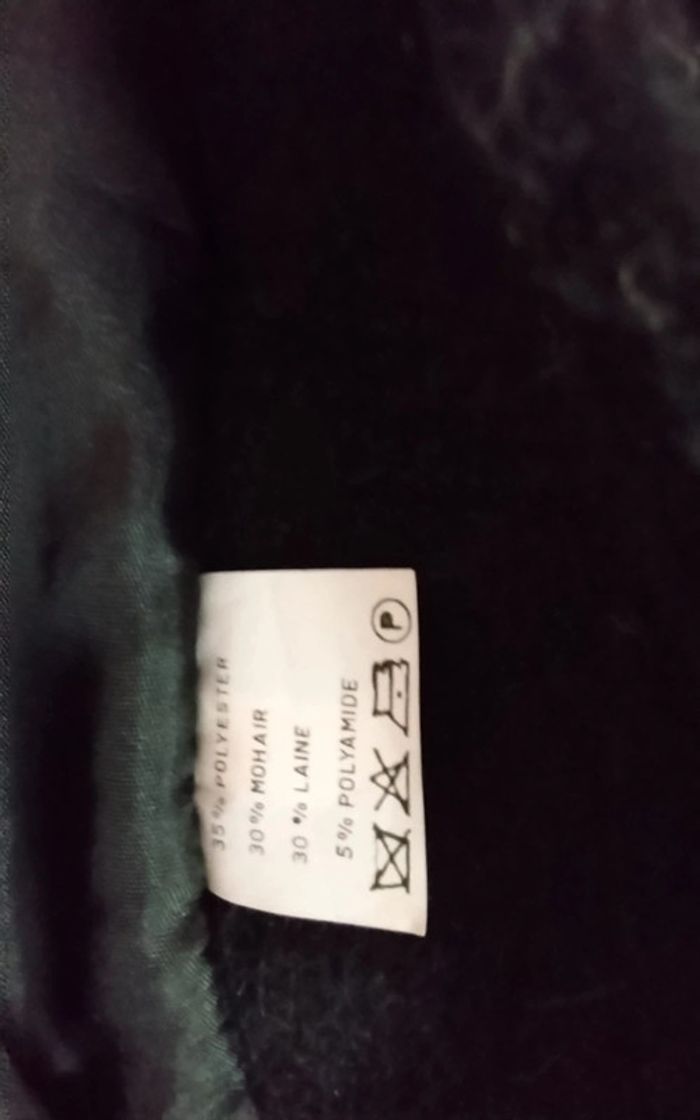 35% POLYESTER
30% MOHAIR
30% LAINE
5% POLYAMIDE
P